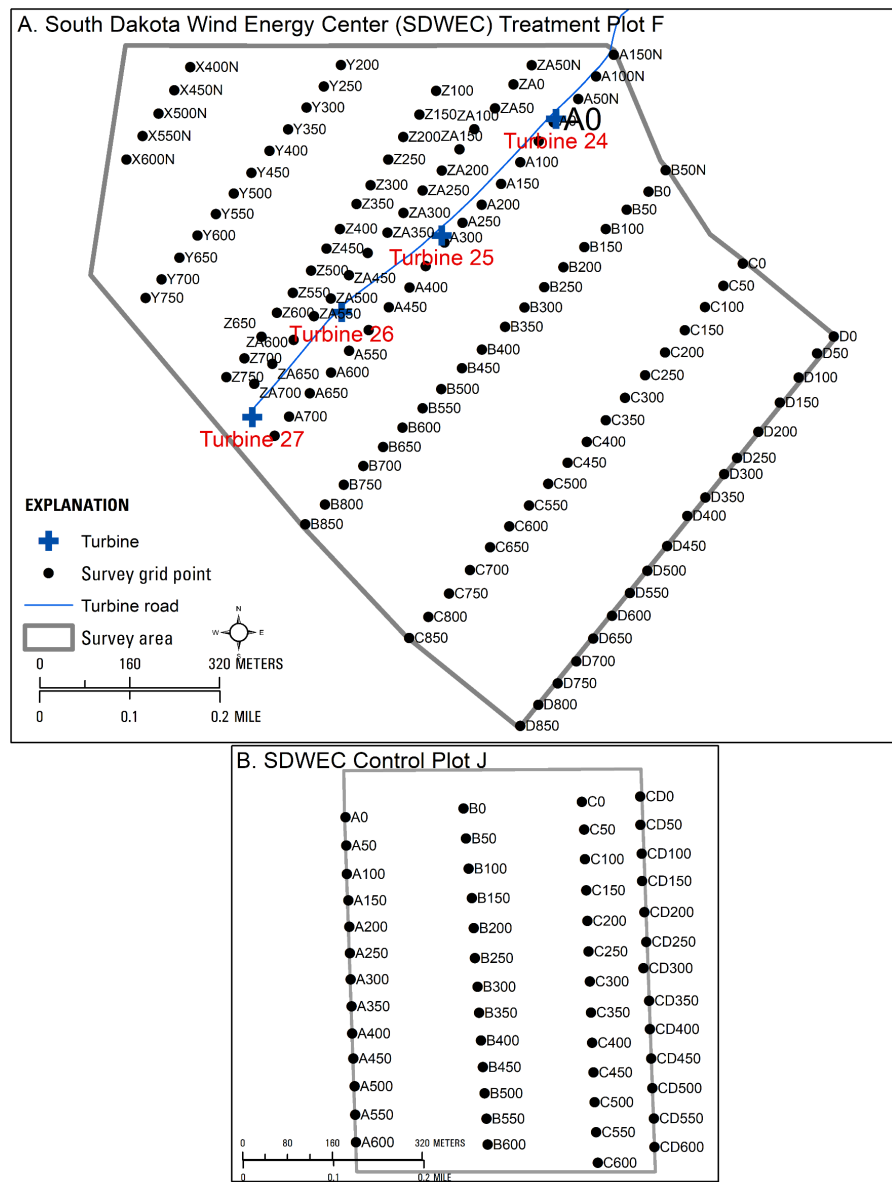 A. South Dakota Wind Energy Center (SDWEC) Treatment Plot F
X400N
X450N
X500N
X550N
X600N
Y200
Y250
Y300
Y350
Y400
Y450
Y500
Y550
Y600
Y650
Y700
Y750
Z100
Z150
Z200
Z250
Z300
Z350
Z400
Z450
Z500
Z550
Z600
Z650
Z700
Z750
ZA50N
ZA0
ZA50
ZA100
ZA150
ZA200
ZA250
ZA300
ZA350
ZA450
ZA500
ZA550
ZA600
ZA650
ZA700
A150N
A100N
A50N
A0
A100
A150
A200
A250
A300
A400
A450
A550
A600
A650
A700
Turbine 24
Turbine 25
Turbine 26
Turbine 27
B50N
B0
B50
B100
B150
B200
B250
B300
B350
B400
B450
B500
B550
B600
B650
B700
B750
B800
B850
C0
C50
C100
C150
C200
C250
C300
C350
C400
C450
C500
C550
C600
C650
C700
C750
C800
C850
D0
D50
D100
D150
D200
D250
D300
D350
D400
D450
D500
D550
D600
D650
D700
D750
D800
D850
EXPLANATION
Turbine
Survey grid point
Turbine road
Survey area
N
W E
S
0 160 320 METERS
0 0.1 0.2 MILE
B. SDWEC Control Plot J
A0
A50
A100
A150
A200
A250
A300
A350
A400
A450
A500
A550
A600
B0
B50
B100
B150
B200
B250
B300
B350
B400
B450
B500
B550
B600
C0
C50
C100
C150
C200
C250
C300
C350
C400
C450
C500
C550
C600
CD0
CD50
CD100
CD150
CD200
CD250
CD300
CD350
CD400
CD450
CD500
CD550
CD600
0 80 160 320 METERS
0 0.1 0.2 MILE